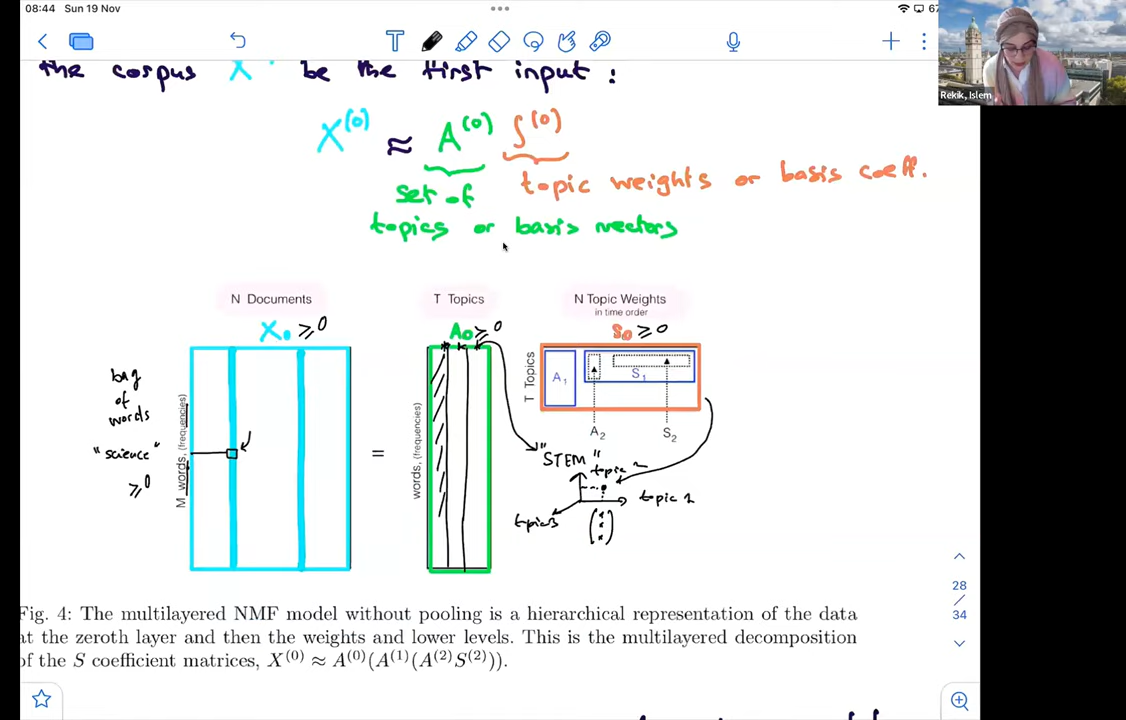 08:44 Sun 19 Nov
67
Rekik, Islem
the corpus X be the first input :
X(0) ≈ A(0) S(0)
set of
topics or basis vectors
topic weights or basis coeff.
N Documents
T Topics
N Topic Weights
in time order
X0 ≥ 0
A0 ≥ 0
S0 ≥ 0
bag
of
words
"science"
≥ 0
M words, (frequencies)
=
words, (frequencies)
T Topics
A1
S1
A2
S2
"STEM"
topic 2
topic 1
topic 3
Fig. 4: The multilayered NMF model without pooling is a hierarchical representation of the data
at the zeroth layer and then the weights and lower levels. This is the multilayered decomposition
of the S coefficient matrices, X(0) ≈ A(0)(A(1)(A(2)S(2))).
28
/
34